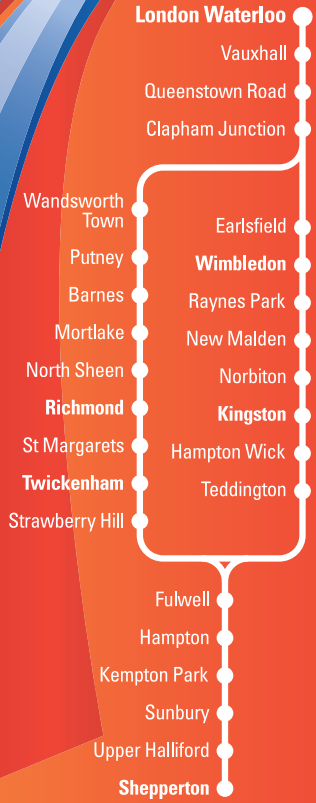 London Waterloo
Vauxhall
Queenstown Road
Clapham Junction
Wandsworth
Town
Putney
Barnes
Mortlake
North Sheen
Richmond
St Margarets
Twickenham
Strawberry Hill
Earlsfield
Wimbledon
Raynes Park
New Malden
Norbiton
Kingston
Hampton Wick
Teddington
Fulwell
Hampton
Kempton Park
Sunbury
Upper Halliford
Shepperton